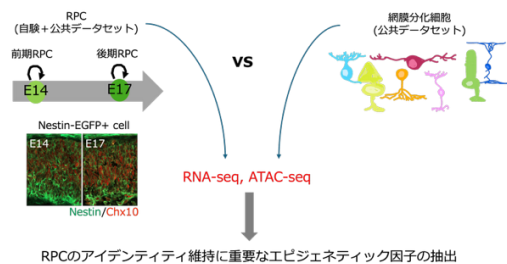 RPC
(自験+公共データセット)
前期RPC
後期RPC
E14
E17
VS
網膜分化細胞
(公共データセット)
Nestin-EGFP+ cell
E14
E17
Nestin/Chx10
RNA-seq, ATAC-seq
RPCのアイデンティティ維持に重要なエピジェネティック因子の抽出